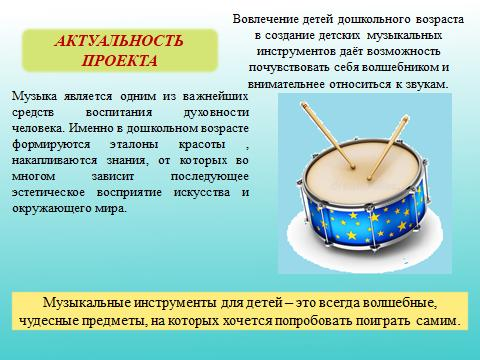 АКТУАЛЬНОСТЬ
ПРОЕКТА
Вовлечение детей дошкольного возраста
в создание детских музыкальных
инструментов даёт возможность
почувствовать себя волшебником и
внимательнее относиться к звукам.
Музыка является одним из важнейших
средств воспитания духовности
человека. Именно в дошкольном возрасте
формируются эталоны красоты ,
накапливаются знания, от которых во
многом зависит последующее
эстетическое восприятие искусства и
окружающего мира.
Музыкальные инструменты для детей – это всегда волшебные,
чудесные предметы, на которых хочется попробовать поиграть самим.